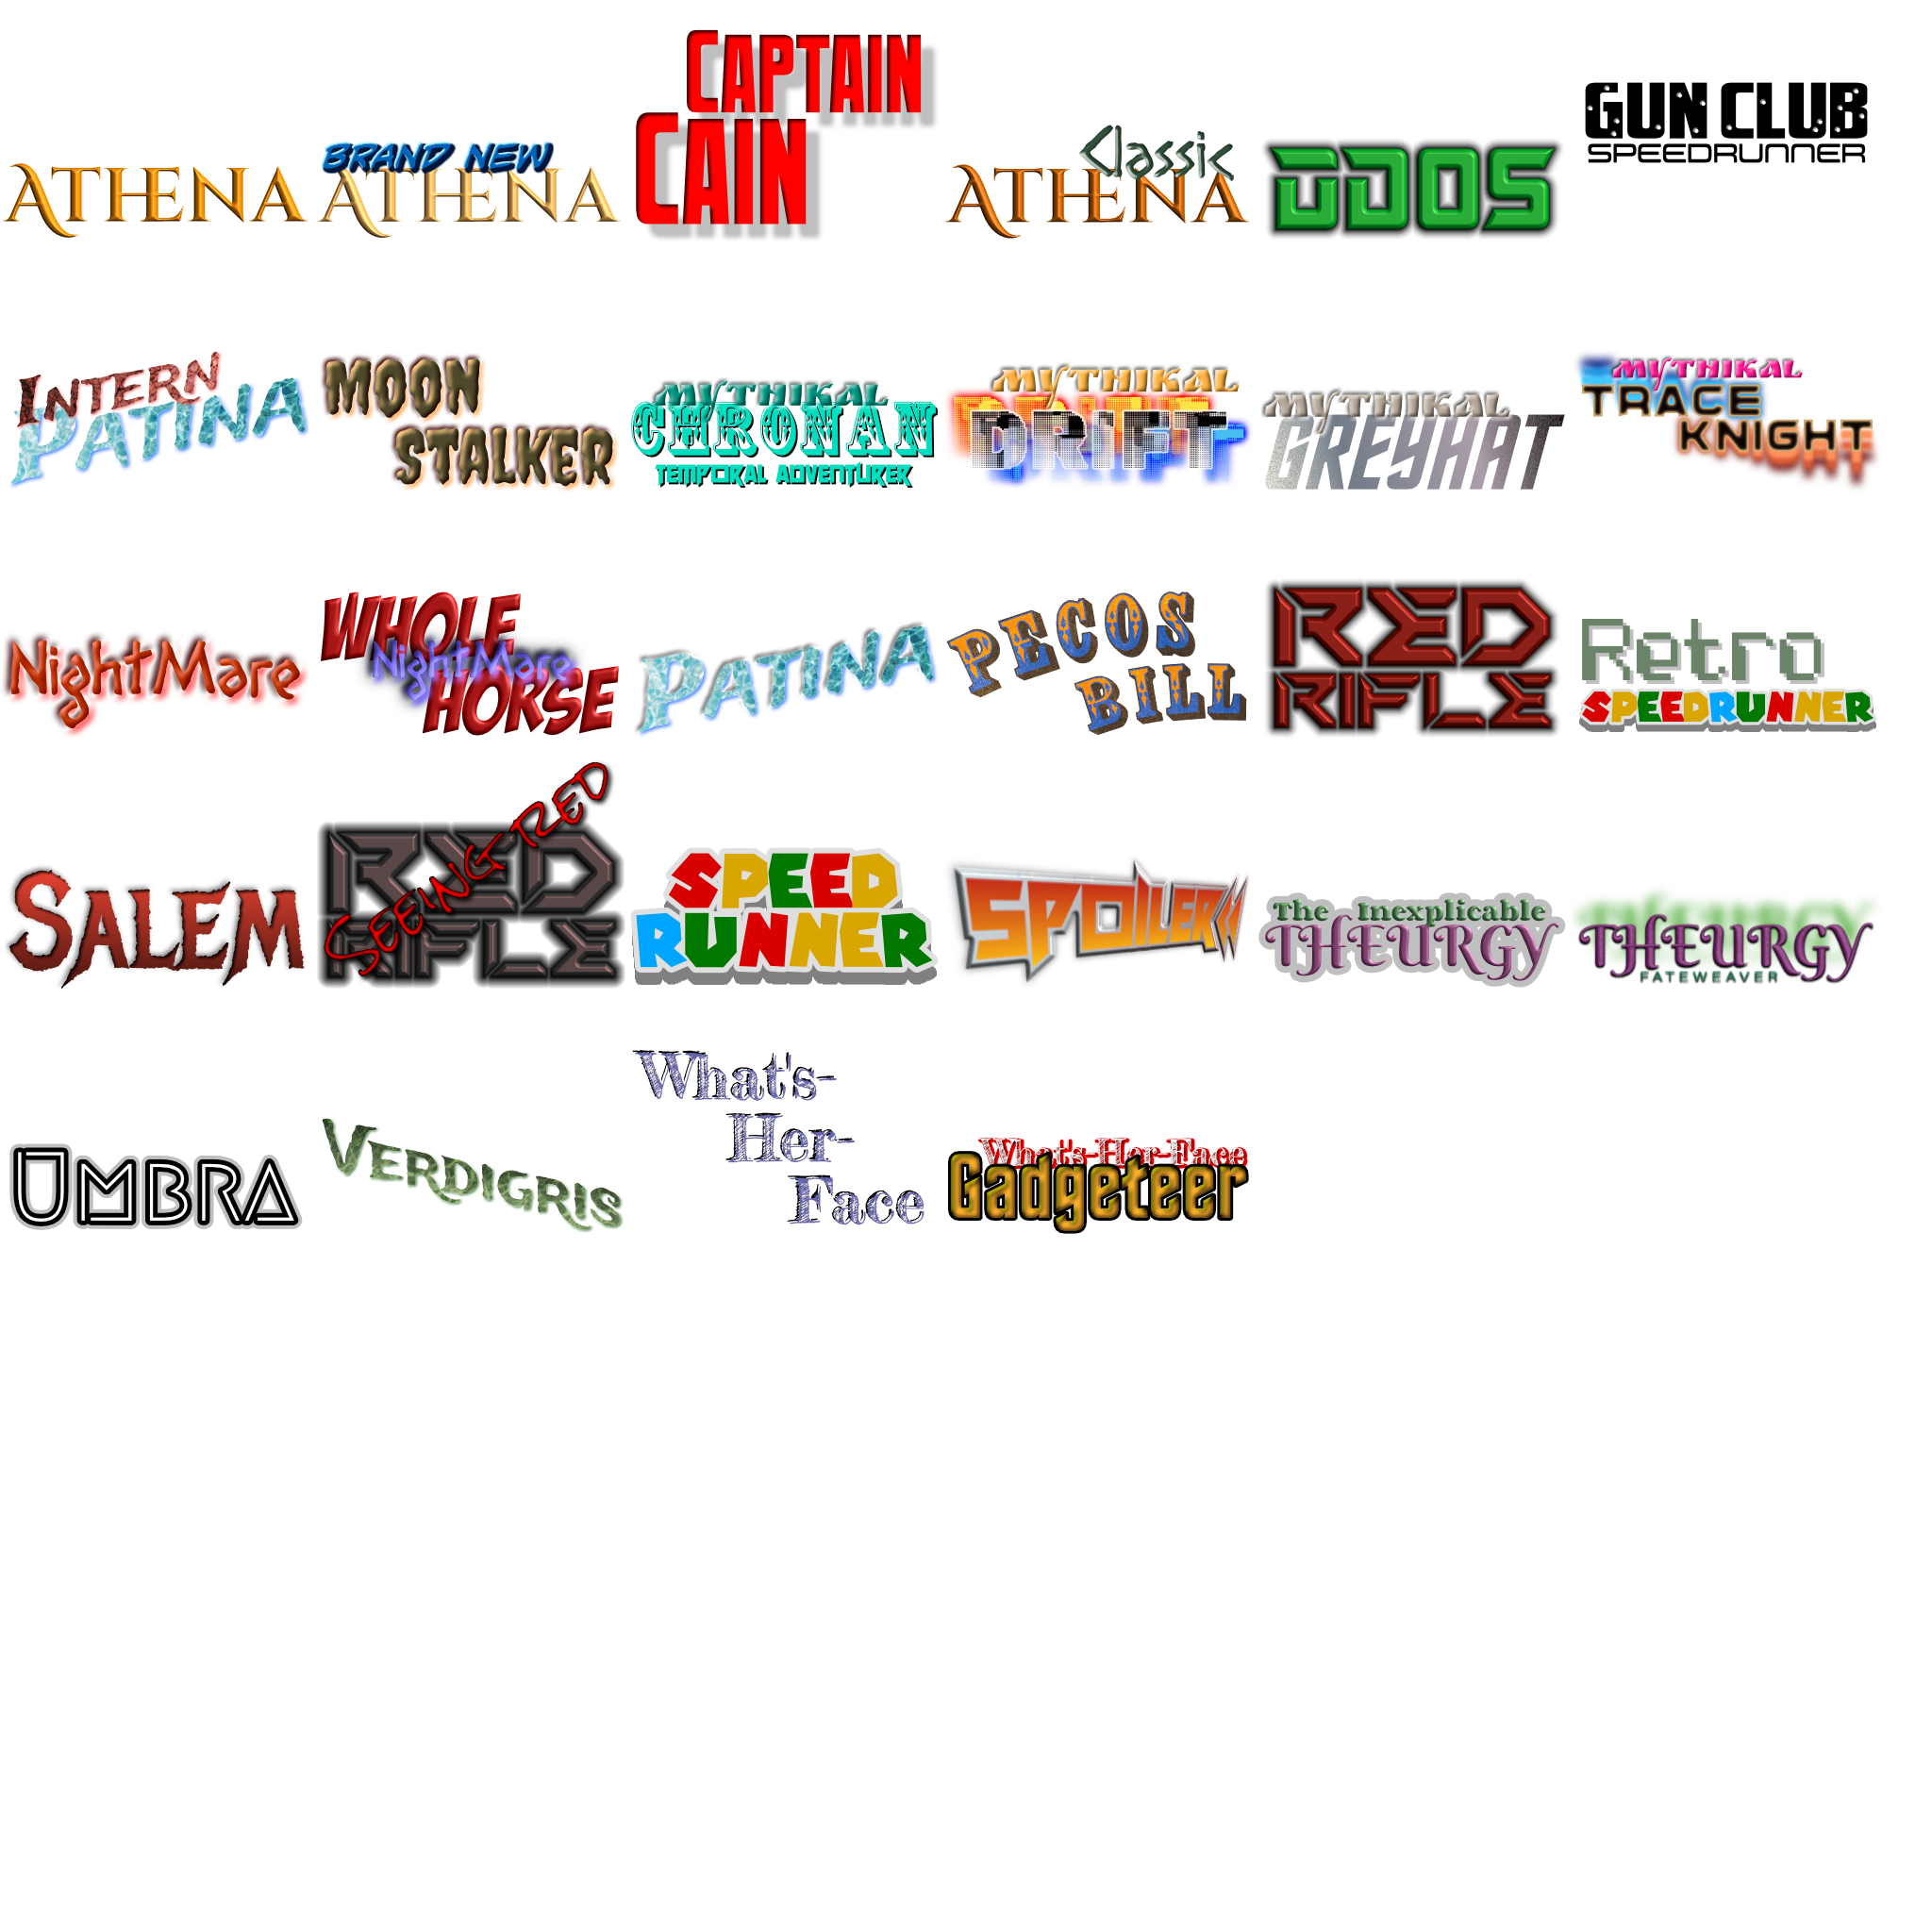 ATHENA
BRAND NEW
ATHENA
CAPTAIN
CAIN
Classic
ATHENA
DDOS
GUN CLUB
SPEEDRUNNER
INTERN
PATINA
MOON
STALKER
MYTHIKAL
CHRONAN
TEMPORAL ADVENTURER
MYTHIKAL
DRIFT
MYTHIKAL
GREYHAT
MYTHIKAL
TRACE
KNIGHT
NightMare
WHOLE
NightMare
HORSE
PATINA
PECOS
BILL
RED
RIFLE
Retro
SPEEDRUNNER
SALEM
RED
SEEING RED
RIFLE
SPEED
RUNNER
SPOILER
The Inexplicable
THEURGY
THEURGY
FATEWEAVER
UMBRA
VERDIGRIS
What's-
Her-
Face
What's-Her-Face
Gadgeteer